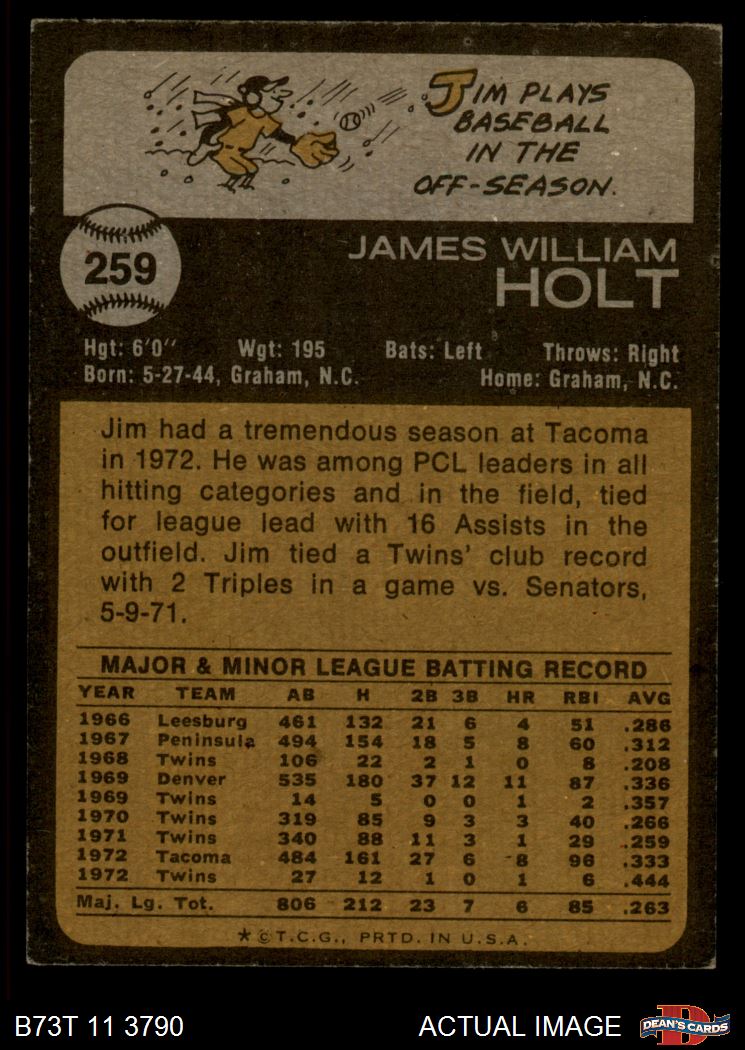 JIM PLAYS
BASEBALL
IN THE
OFF-SEASON.
259
JAMES WILLIAM
HOLT
Hgt: 6'0" Wgt: 195 Bats: Left Throws: Right
Born: 5-27-44, Graham, N.C. Home: Graham, N.C.
Jim had a tremendous season at Tacoma
in 1972. He was among PCL leaders in all
hitting categories and in the field, tied
for league lead with 16 Assists in the
outfield. Jim tied a Twins' club record
with 2 Triples in a game vs. Senators,
5-9-71.
MAJOR & MINOR LEAGUE BATTING RECORD
YEAR TEAM AB H 2B 3B HR RBI AVG
1966 Leesburg 461 132 21 6 4 51 .286
1967 Peninsula 494 154 18 5 8 60 .312
1968 Twins 106 22 2 1 0 8 .208
1969 Denver 535 180 37 12 11 87 .336
1969 Twins 14 5 0 0 1 2 .357
1970 Twins 319 85 9 3 3 40 .266
1971 Twins 340 88 11 3 1 29 .259
1972 Tacoma 484 161 27 6 8 96 .333
1972 Twins 27 12 1 0 1 6 .444
Maj. Lg. Tot. 806 212 23 7 6 85 .263
*©T.C.G., PRTD. IN U.S.A.
B73T 11 3790 ACTUAL IMAGE D DEAN'S CARDS